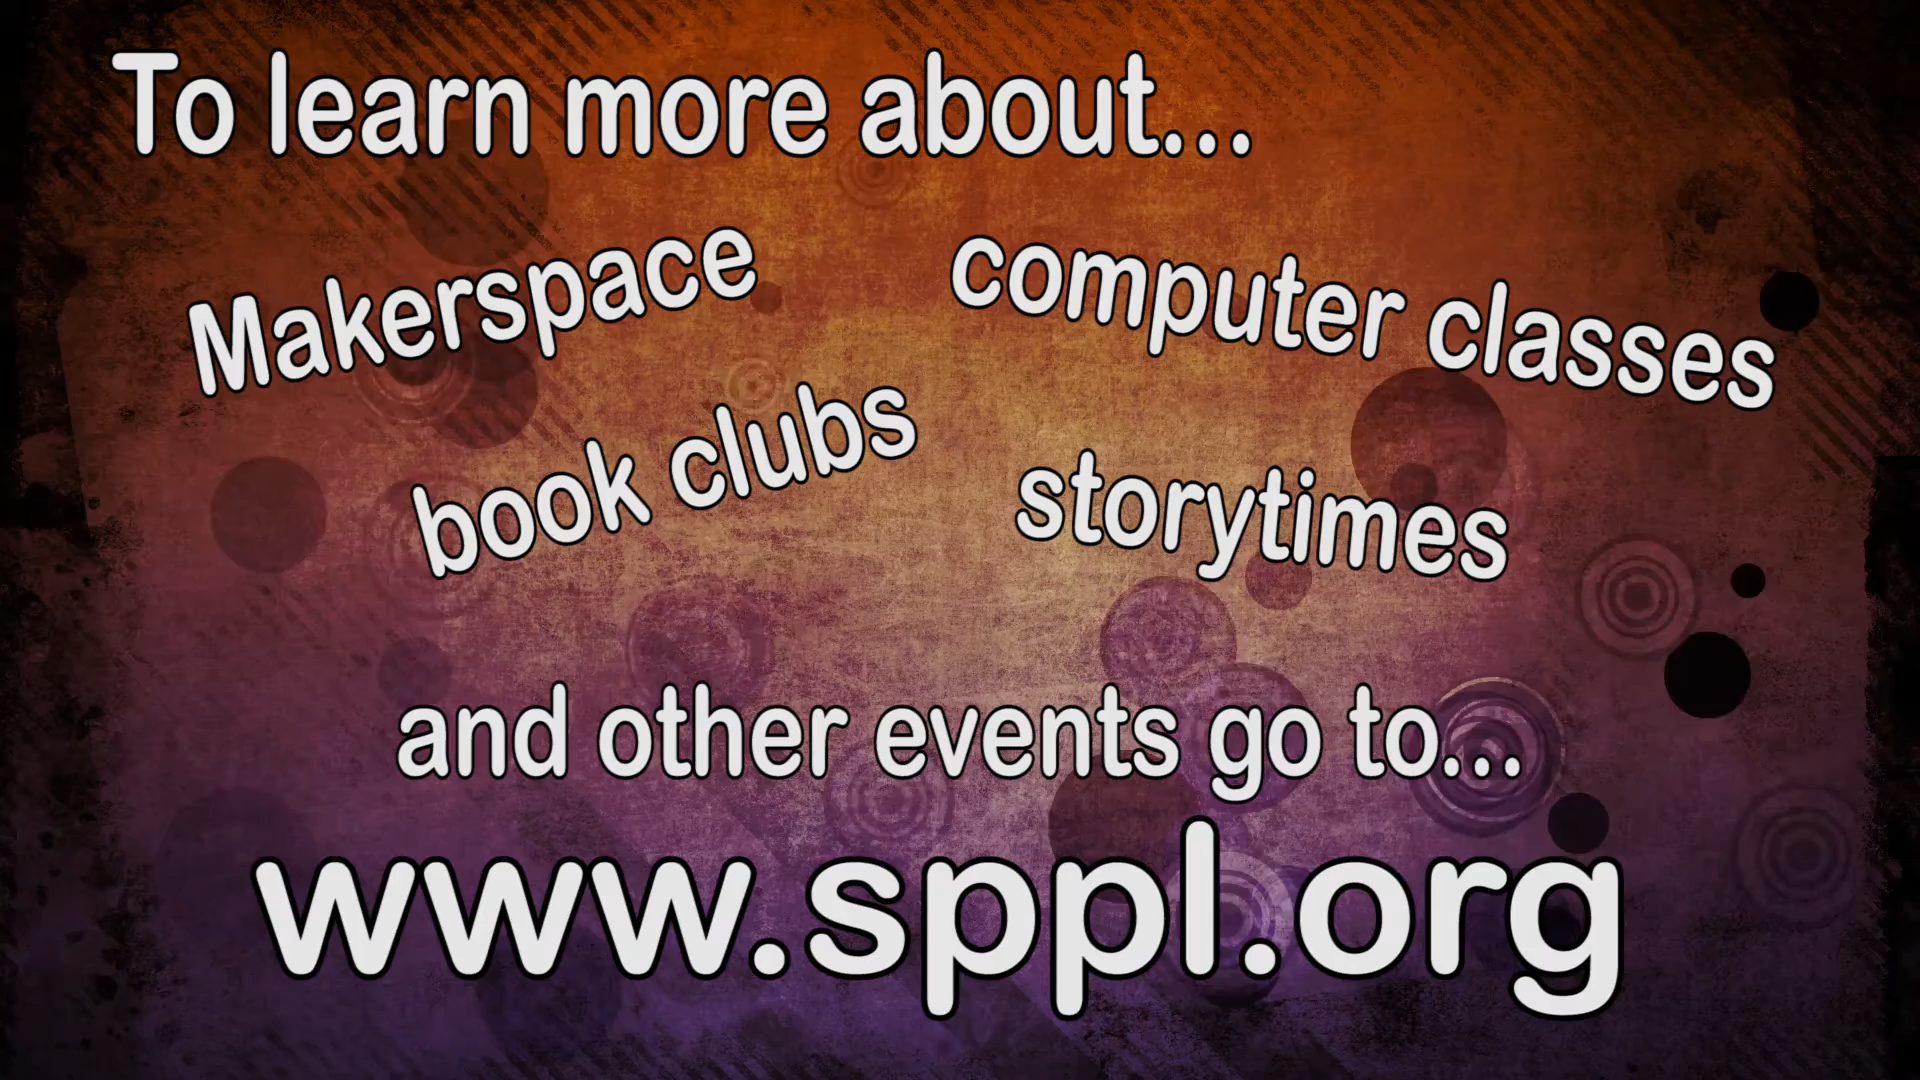 To learn more about...
Makerspace
computer classes
book clubs
storytimes
and other events go to...
www.sppl.org